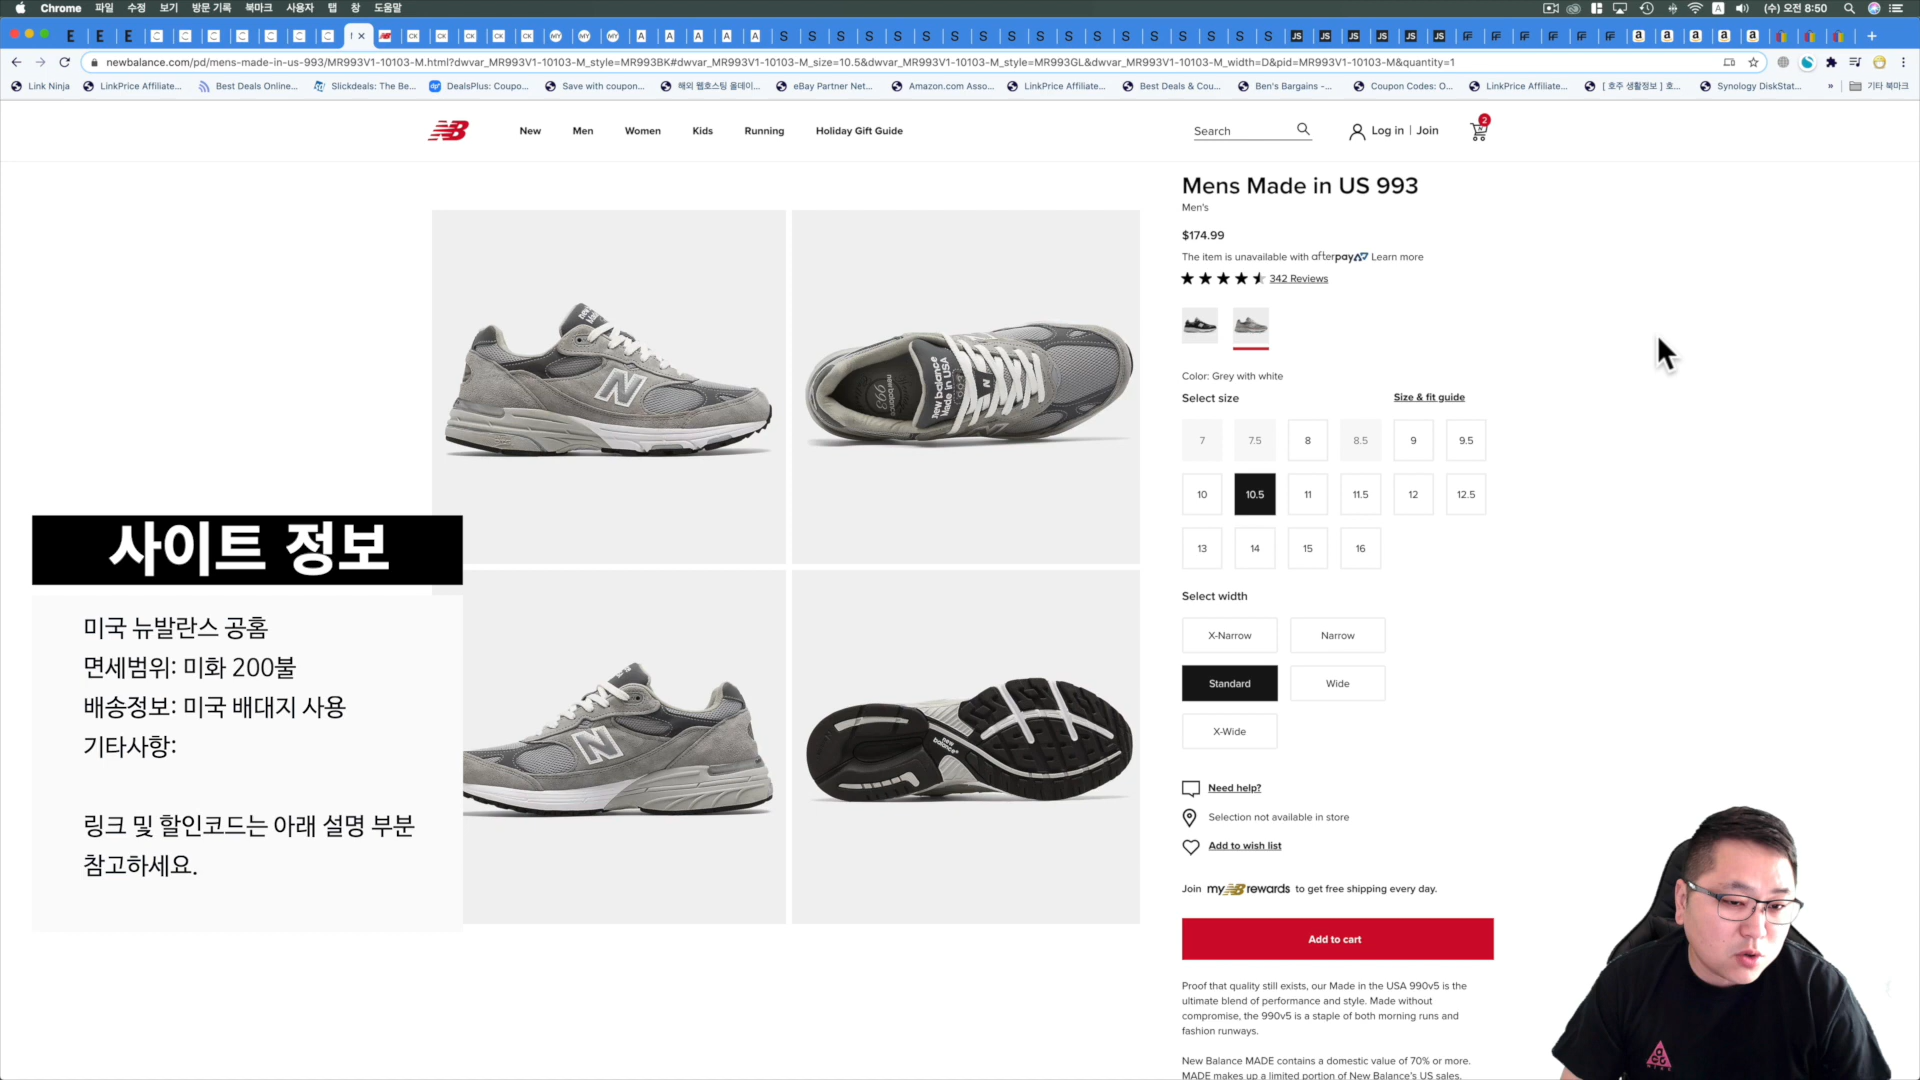 Chrome 파일 수정 보기 방문 기록 북마크 사용자 탭 창 도움말
(수) 오전 8:50
newbalance.com/pd/mens-made-in-us-993/MR993V1-10103-M.html?dwvar_MR993V1-10103-M_style=MR993BK#dwvar_MR993V1-10103-M_size=10.5&dwvar_MR993V1-10103-M_style=MR993GL&dwvar_MR993V1-10103-M_width=D&pid=MR993V1-10103-M&quantity=1
Link Ninja LinkPrice Affiliate... Best Deals Online... Slickdeals: The Be... DealsPlus: Coupo... Save with coupon... 해외 웹호스팅 올데이... eBay Partner Net... Amazon.com Asso... LinkPrice Affiliate... Best Deals & Cou... Ben's Bargains -... Coupon Codes: O... LinkPrice Affiliate... [ 호주 생활정보 ] 호... Synology DiskStat... » 기타 북마크
New Men Women Kids Running Holiday Gift Guide
Search
Log in | Join
2
Mens Made in US 993
Men's
$174.99
The item is unavailable with afterpay Learn more
342 Reviews
Color: Grey with white
Select size Size & fit guide
7 7.5 8 8.5 9 9.5
10 10.5 11 11.5 12 12.5
13 14 15 16
Select width
X-Narrow Narrow
Standard Wide
X-Wide
Need help?
Selection not available in store
Add to wish list
Join myNBrewards to get free shipping every day.
Add to cart
Proof that quality still exists, our Made in the USA 990v5 is the
ultimate blend of performance and style. Made without
compromise, the 990v5 is a staple of both morning runs and
fashion runways.
New Balance MADE contains a domestic value of 70% or more.
MADE makes up a limited portion of New Balance's US sales.
사이트 정보
미국 뉴발란스 공홈
면세범위: 미화 200불
배송정보: 미국 배대지 사용
기타사항:
링크 및 할인코드는 아래 설명 부분
참고하세요.
new balance
Made in USA
993
new balance
N
N
N
new balance